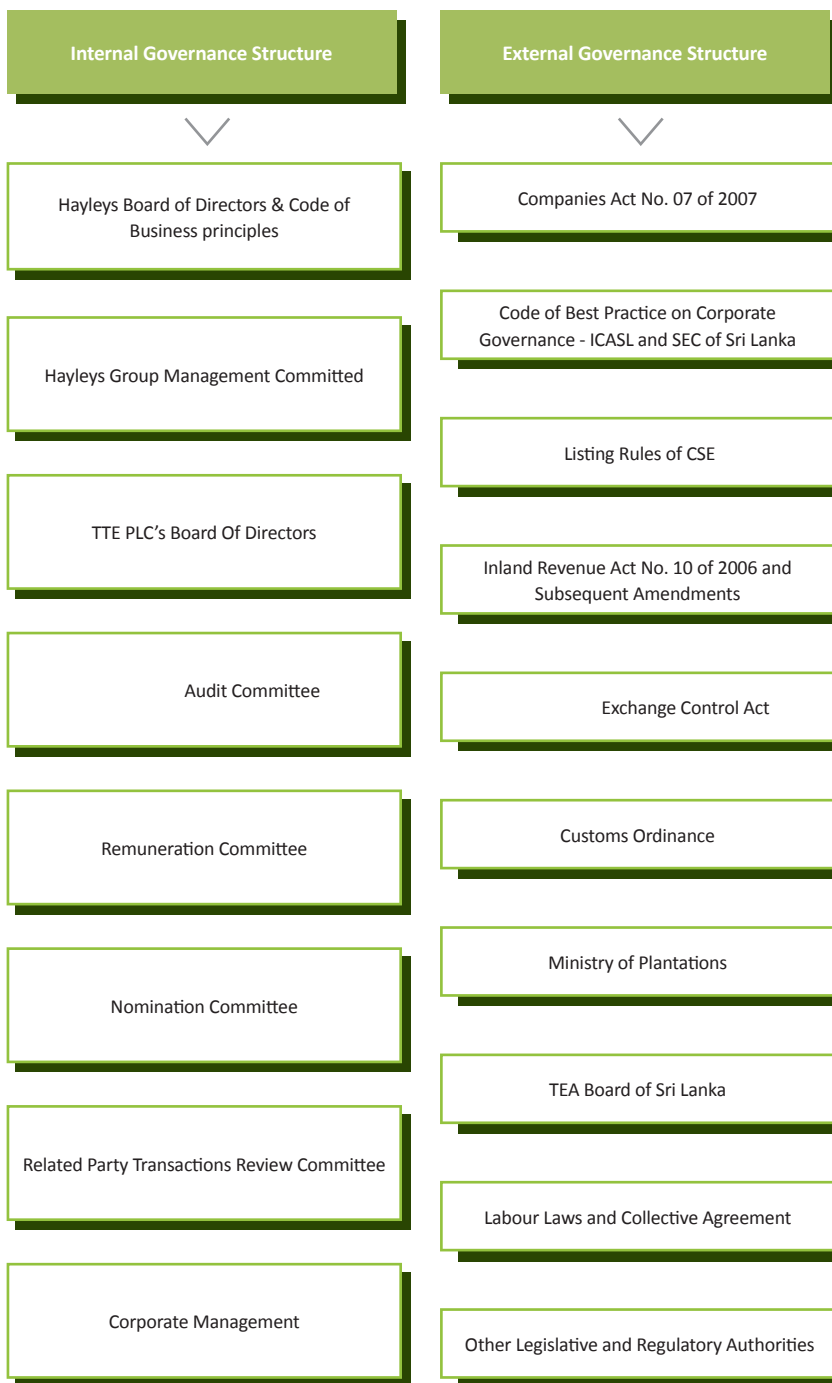 Internal Governance Structure
Hayleys Board of Directors & Code of
Business principles
Hayleys Group Management Committed
TTE PLC's Board Of Directors
Audit Committee
Remuneration Committee
Nomination Committee
Related Party Transactions Review Committee
Corporate Management
External Governance Structure
Companies Act No. 07 of 2007
Code of Best Practice on Corporate
Governance - ICASL and SEC of Sri Lanka
Listing Rules of CSE
Inland Revenue Act No. 10 of 2006 and
Subsequent Amendments
Exchange Control Act
Customs Ordinance
Ministry of Plantations
TEA Board of Sri Lanka
Labour Laws and Collective Agreement
Other Legislative and Regulatory Authorities